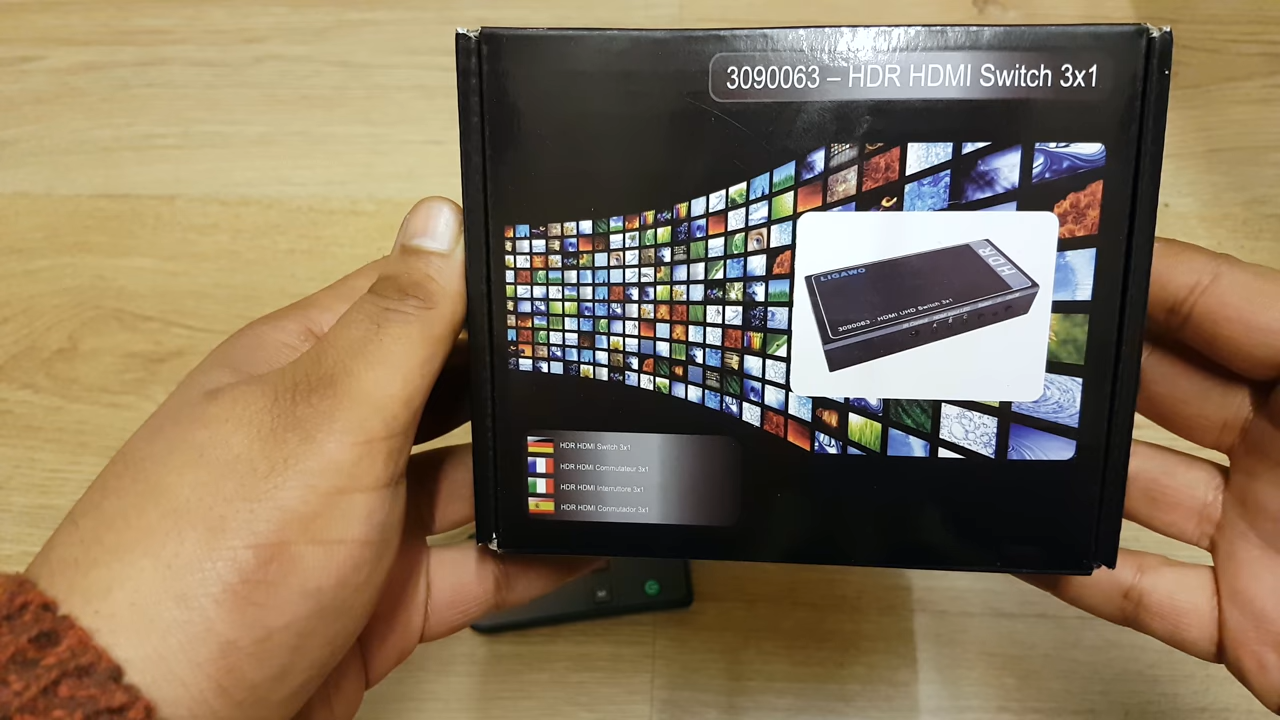 3090063 – HDR HDMI Switch 3x1
LIGAWO
HDR
3090063 - HDMI UHD Switch 3x1
HDR HDMI Switch 3x1
HDR HDMI Commutateur 3x1
HDR HDMI Interruttore 3x1
HDR HDMI Conmutador 3x1